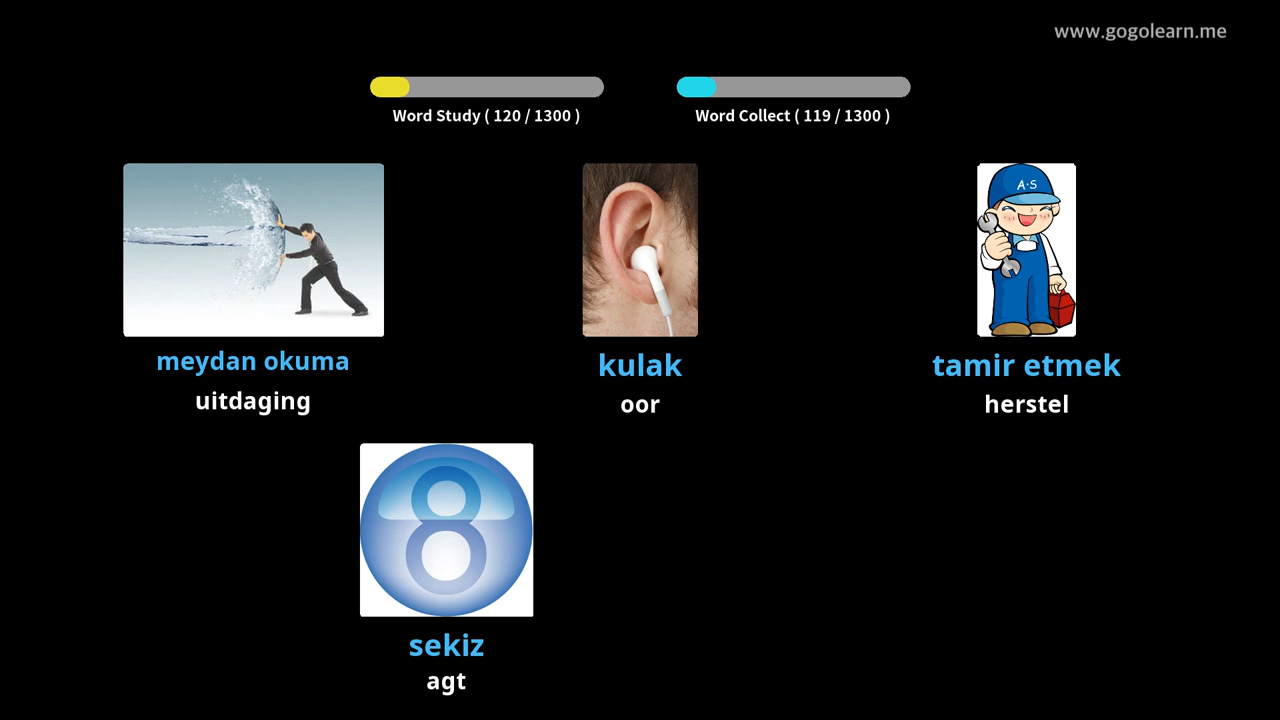 www.gogolearn.me
Word Study ( 120 / 1300 )
Word Collect ( 119 / 1300 )
A·S
meydan okuma
uitdaging
kulak
oor
tamir etmek
herstel
8
sekiz
agt